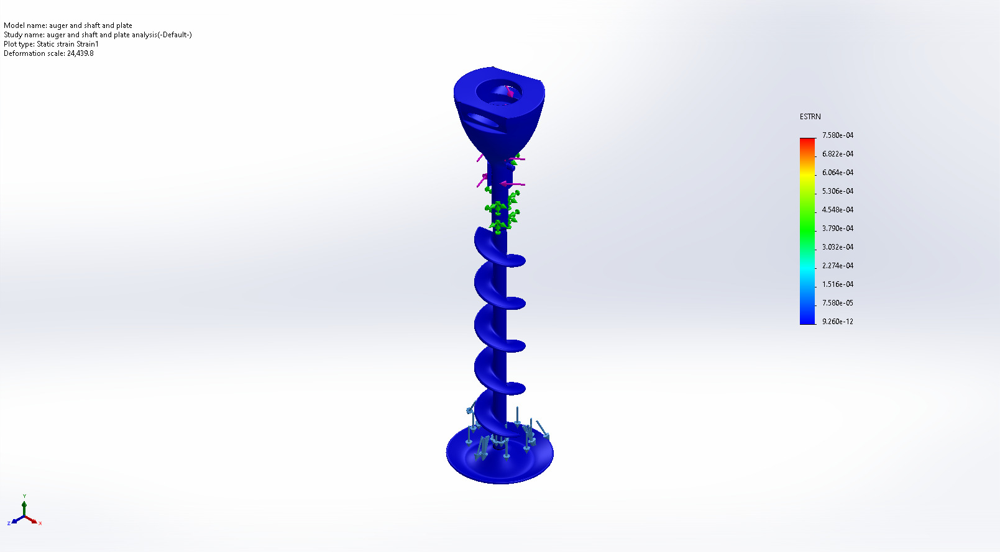 Model name: auger and shaft and plate
Study name: auger and shaft and plate analysis(-Default-)
Plot type: Static strain Strain1
Deformation scale: 24,439.8
ESTRN
7.580e-04
6.822e-04
6.064e-04
5.306e-04
4.548e-04
3.790e-04
3.032e-04
2.274e-04
1.516e-04
7.580e-05
9.260e-12
Y
Z
X